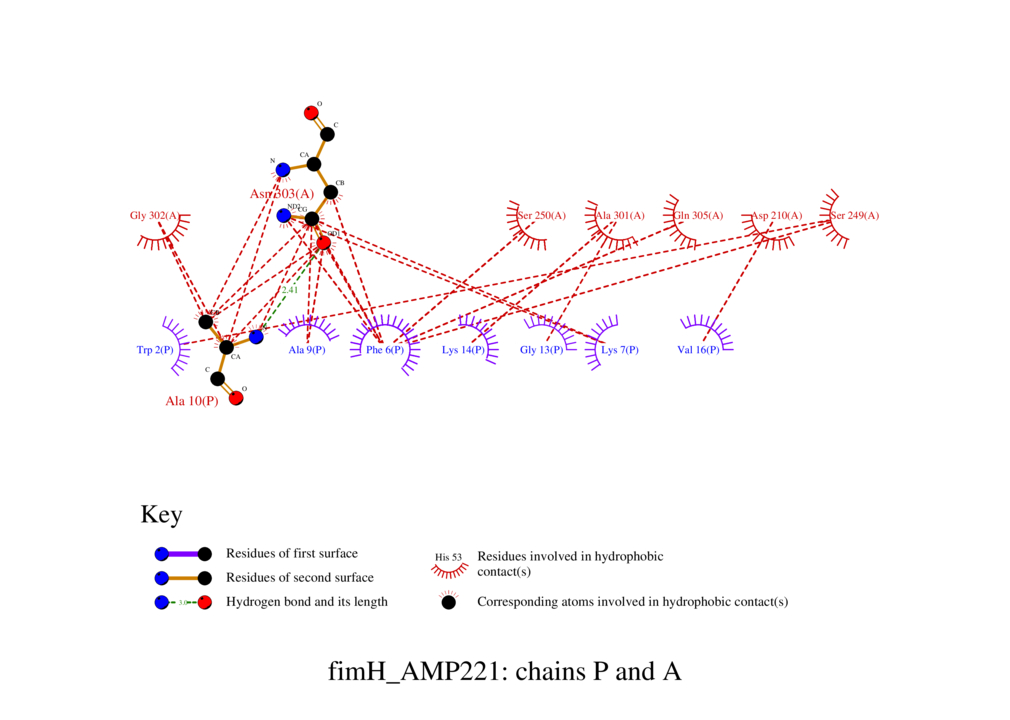 O
C
CA
N
CB
Asn 303(A)
ND2
CG
OD1
Gly 302(A)
Ser 250(A)
Ala 301(A)
Gln 305(A)
Asp 210(A)
Ser 249(A)
2.41
Trp 2(P)
CA
Ala 9(P)
Phe 6(P)
Lys 14(P)
Gly 13(P)
Lys 7(P)
Val 16(P)
C
O
Ala 10(P)
Key
Residues of first surface
Residues of second surface
3.0
Hydrogen bond and its length
His 53
Residues involved in hydrophobic
contact(s)
Corresponding atoms involved in hydrophobic contact(s)
fimH_AMP221: chains P and A